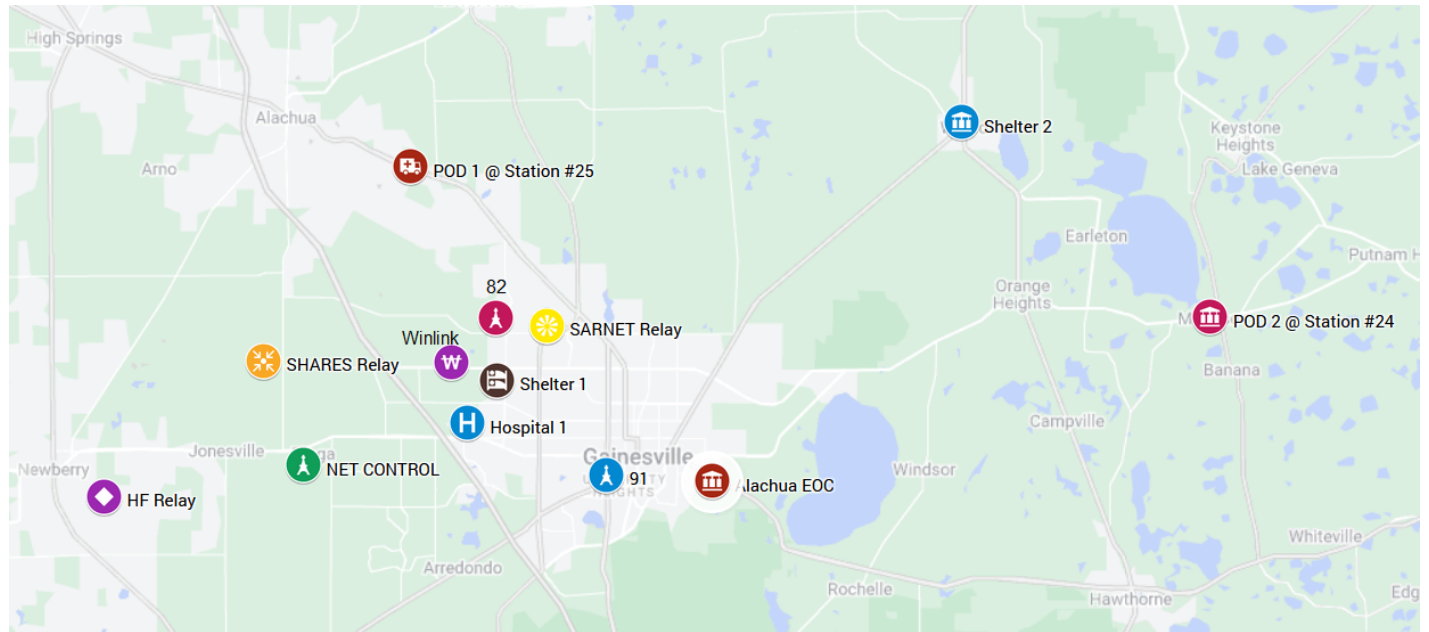 High Springs
Alachua
Arno
POD 1 @ Station #25
Shelter 2
Keystone
Heights
Lake Geneva
Earleton
Putnam H
Orange
Heights
82
SARNET Relay
POD 2 @ Station #24
Winlink
SHARES Relay
Shelter 1
Banana
Hospital 1
Campville
Jonesville
Gainesville
NET CONTROL
Newberry
HF Relay
91
Alachua EOC
Windsor
Whiteville
Arredondo
Rochelle
Hawthorne
Edg